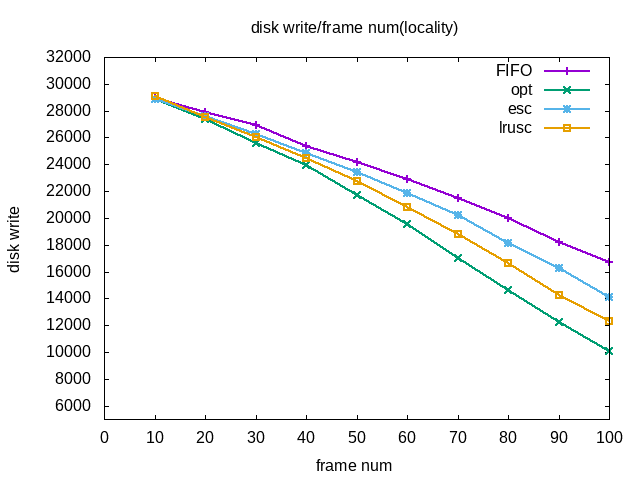 disk write/frame num(locality)
32000
30000
28000
26000
24000
22000
20000
18000
16000
14000
12000
10000
8000
6000
disk write
FIFO
opt
esc
lrusc
0 10 20 30 40 50 60 70 80 90 100
frame num